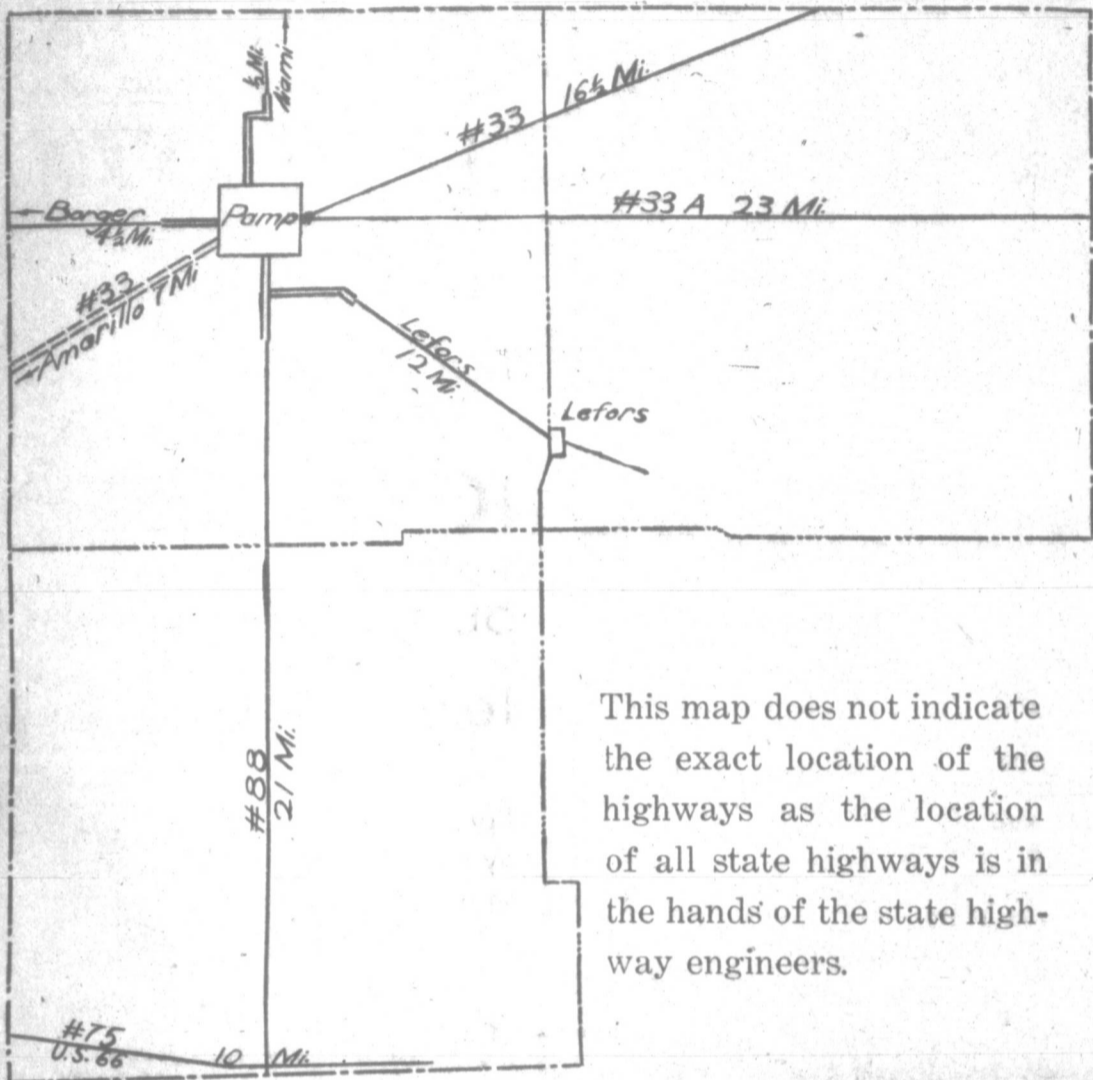 ½ Mi.
Miami
#33
16½ Mi.
Borger
4½ Mi.
Pampa
#33 A 23 Mi.
#33
Amarillo 7 Mi
Lefors
12 Mi.
Lefors
#88
21 Mi.
This map does not indicate
the exact location of the
highways as the location
of all state highways is in
the hands of the state high-
way engineers.
#75
U.S. 66
10 Mi.